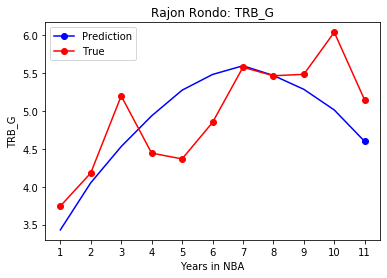 Rajon Rondo: TRB_G
Prediction
True
TRB_G
6.0
5.5
5.0
4.5
4.0
3.5
1 2 3 4 5 6 7 8 9 10 11
Years in NBA